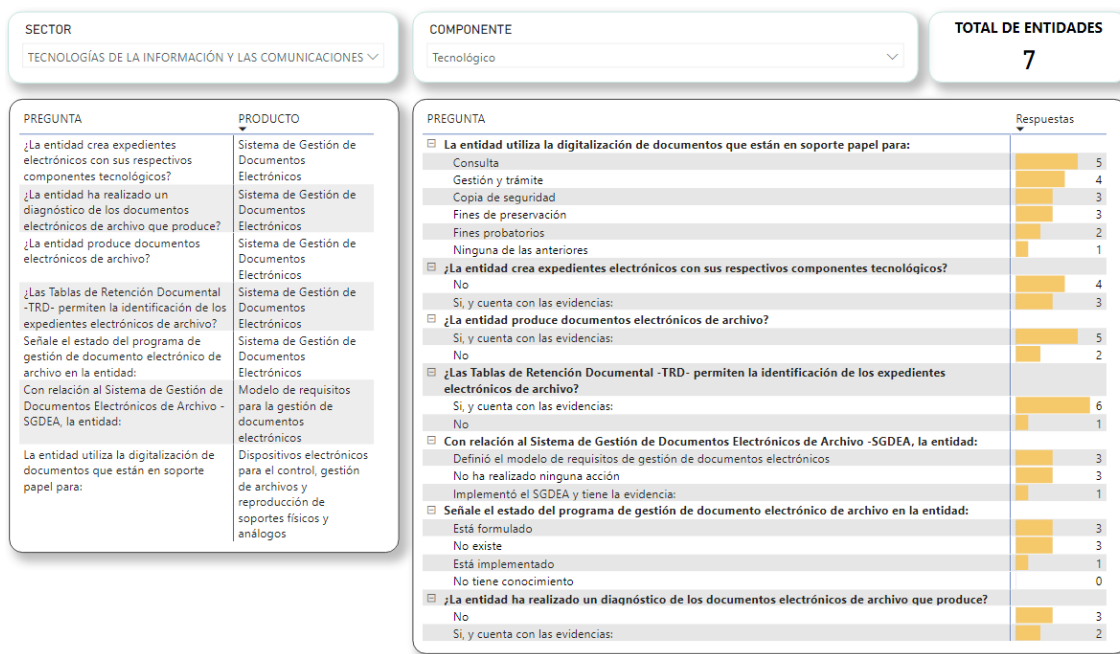 SECTOR
TECNOLOGÍAS DE LA INFORMACIÓN Y LAS COMUNICACIONES
COMPONENTE
Tecnológico
TOTAL DE ENTIDADES
7
PREGUNTA PRODUCTO
¿La entidad crea expedientes Sistema de Gestión de
electrónicos con sus respectivos Documentos
componentes tecnológicos? Electrónicos
¿La entidad ha realizado un Sistema de Gestión de
diagnóstico de los documentos Documentos
electrónicos de archivo que produce? Electrónicos
¿La entidad produce documentos Sistema de Gestión de
electrónicos de archivo? Documentos
Electrónicos
¿Las Tablas de Retención Documental Sistema de Gestión de
-TRD- permiten la identificación de los Documentos
expedientes electrónicos de archivo? Electrónicos
Señale el estado del programa de Sistema de Gestión de
gestión de documento electrónico de Documentos
archivo en la entidad: Electrónicos
Con relación al Sistema de Gestión de Modelo de requisitos
Documentos Electrónicos de Archivo - para la gestión de
SGDEA, la entidad: documentos
electrónicos
La entidad utiliza la digitalización de Dispositivos electrónicos
documentos que están en soporte para el control, gestión
papel para: de archivos y
reproducción de
soportes físicos y
análogos
PREGUNTA Respuestas
La entidad utiliza la digitalización de documentos que están en soporte papel para:
Consulta 5
Gestión y trámite 4
Copia de seguridad 3
Fines de preservación 3
Fines probatorios 2
Ninguna de las anteriores 1
¿La entidad crea expedientes electrónicos con sus respectivos componentes tecnológicos?
No 4
Si, y cuenta con las evidencias: 3
¿La entidad produce documentos electrónicos de archivo?
Si, y cuenta con las evidencias: 5
No 2
¿Las Tablas de Retención Documental -TRD- permiten la identificación de los expedientes
electrónicos de archivo?
Si, y cuenta con las evidencias: 6
No 1
Con relación al Sistema de Gestión de Documentos Electrónicos de Archivo -SGDEA, la entidad:
Definió el modelo de requisitos de gestión de documentos electrónicos 3
No ha realizado ninguna acción 3
Implementó el SGDEA y tiene la evidencia: 1
Señale el estado del programa de gestión de documento electrónico de archivo en la entidad:
Está formulado 3
No existe 3
Está implementado 1
No tiene conocimiento 0
¿La entidad ha realizado un diagnóstico de los documentos electrónicos de archivo que produce?
No 3
Si, y cuenta con las evidencias: 2